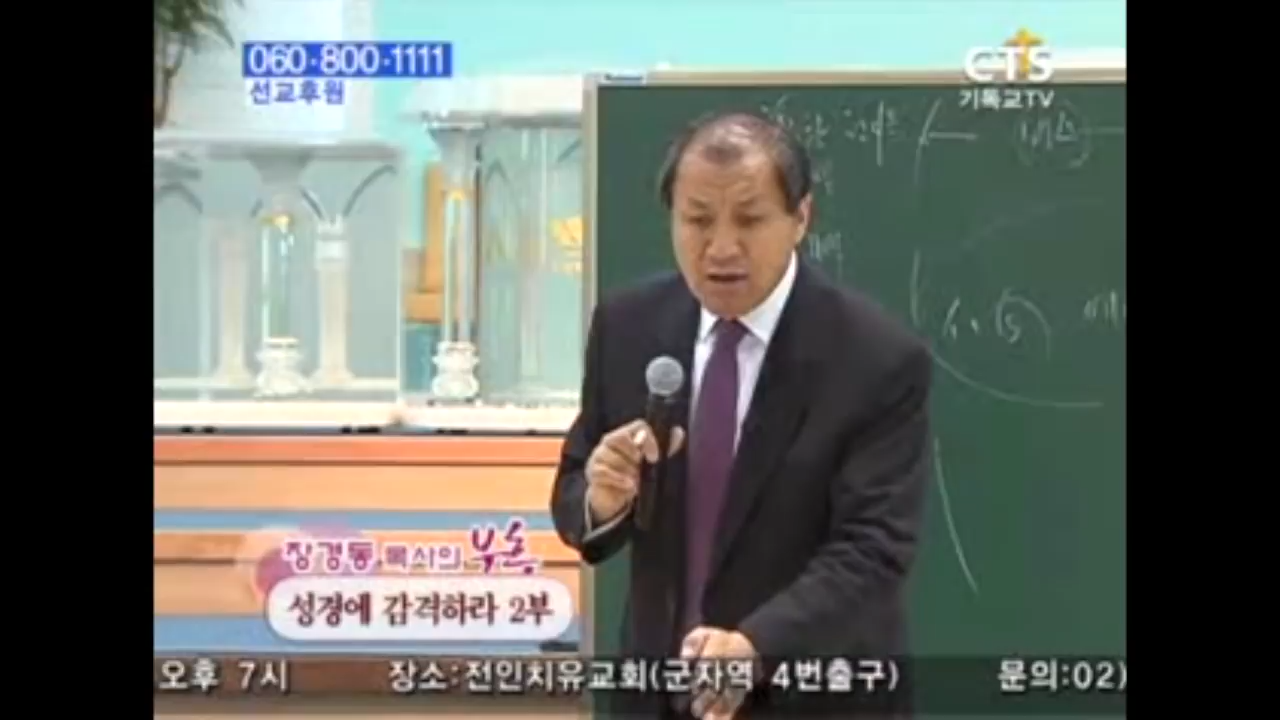 060·800·1111
선교후원
CTS
기독교TV
장경동 목사의 부흥
성경에 감격하라 2부
오후 7시 장소:전인치유교회(군자역 4번출구) 문의:02)